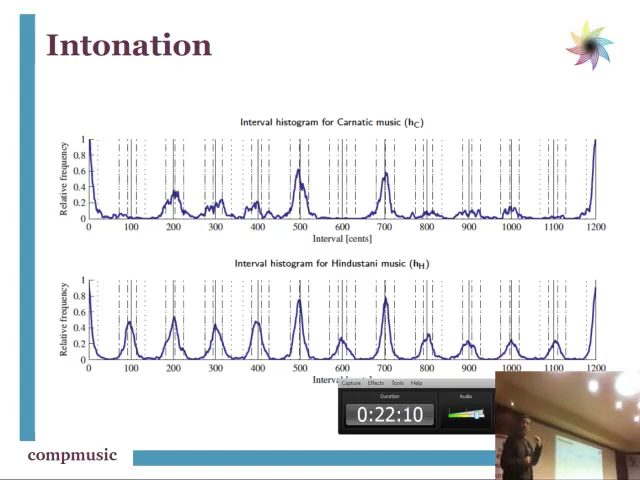 Intonation
Interval histogram for Carnatic music (hC)
Relative frequency
1
0.8
0.6
0.4
0.2
0
0 100 200 300 400 500 600 700 800 900 1000 1100 1200
Interval [cents]
Interval histogram for Hindustani music (hH)
Relative frequency
1
0.8
0.6
0.4
0.2
0
0 100 200 300 400 500 600 700 800 900 1000 1100 1200
Capture Effects Tools Help
Duration Audio
0:22:10
compmusic